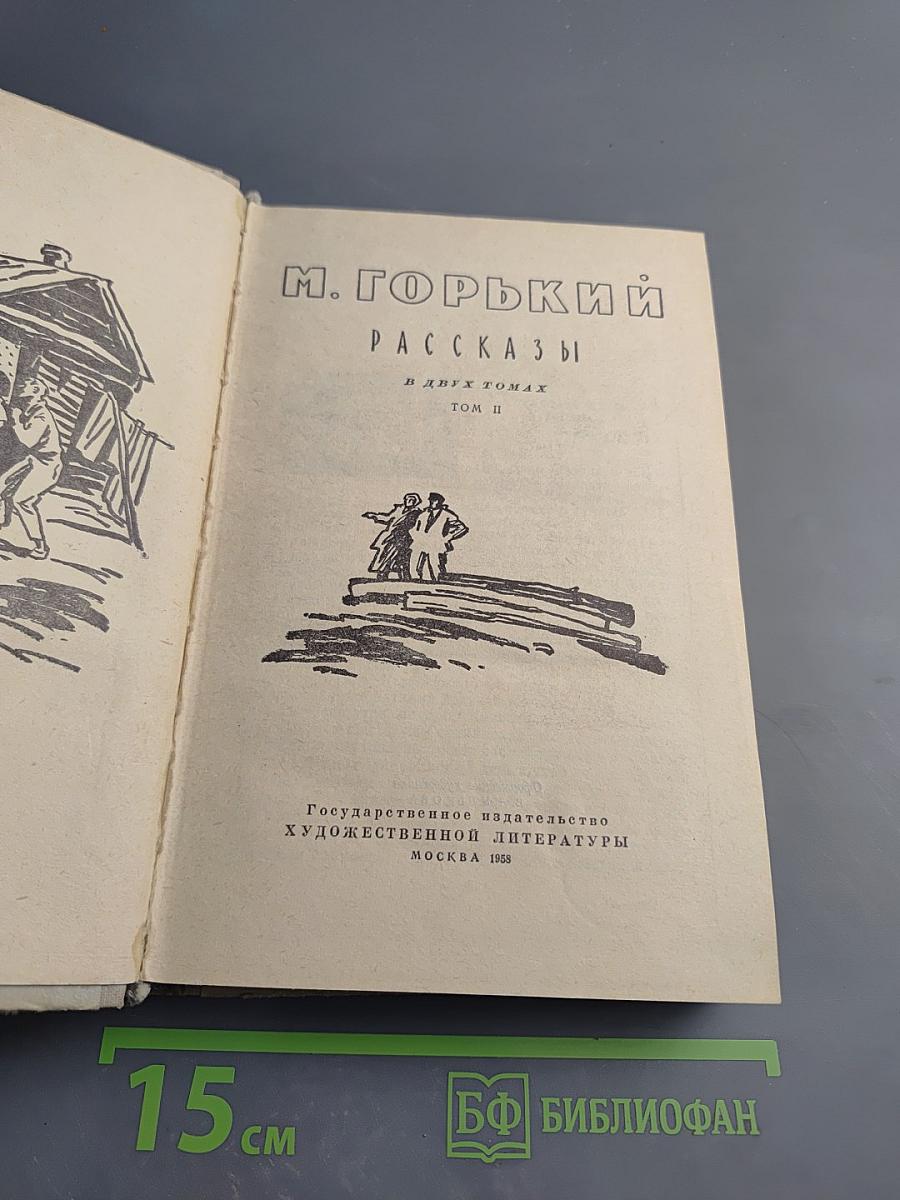 М. ГОРЬКИЙ
РАССКАЗЫ
В ДВУХ ТОМАХ
ТОМ II
Государственное издательство
ХУДОЖЕСТВЕННОЙ ЛИТЕРАТУРЫ
МОСКВА 1958
15 см
БФ БИБЛИОФАН